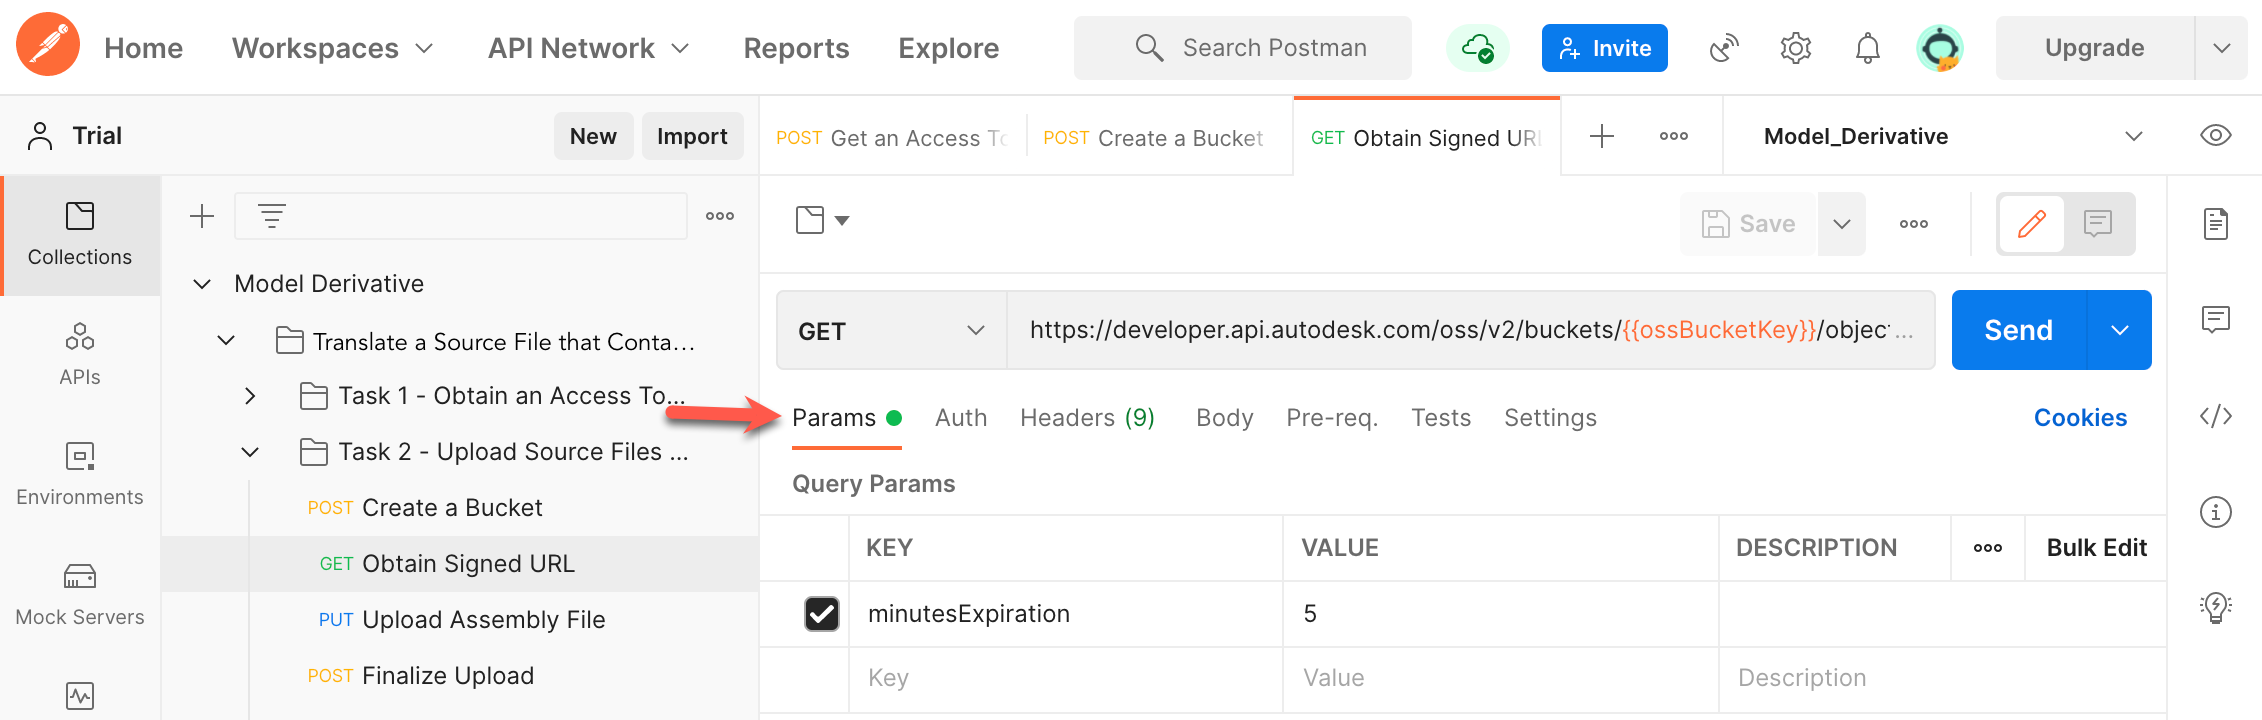 Home
Workspaces
API Network
Reports
Explore
Search Postman
Invite
Upgrade
Trial
New
Import
POST Get an Access To
POST Create a Bucket
GET Obtain Signed URL
Model_Derivative
Collections
APIs
Environments
Mock Servers
Model Derivative
Translate a Source File that Conta...
Task 1 - Obtain an Access To...
Task 2 - Upload Source Files ...
POST Create a Bucket
GET Obtain Signed URL
PUT Upload Assembly File
POST Finalize Upload
Save
GET
https://developer.api.autodesk.com/oss/v2/buckets/{{ossBucketKey}}/objec...
Send
Params
Auth
Headers (9)
Body
Pre-req.
Tests
Settings
Cookies
Query Params
KEY
VALUE
DESCRIPTION
Bulk Edit
minutesExpiration
5
Key
Value
Description